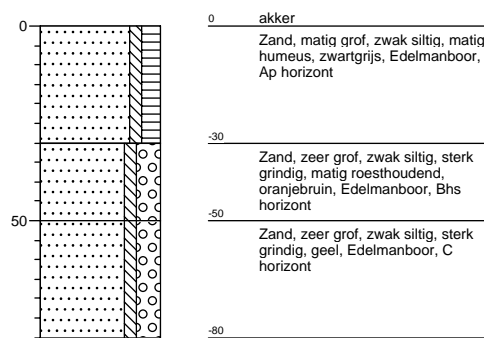 0
0 akker
Zand, matig grof, zwak siltig, matig
humeus, zwartgrijs, Edelmanboor,
Ap horizont
-30
Zand, zeer grof, zwak siltig, sterk
grindig, matig roesthoudend,
oranjebruin, Edelmanboor, Bhs
horizont
50
-50
Zand, zeer grof, zwak siltig, sterk
grindig, geel, Edelmanboor, C
horizont
-80